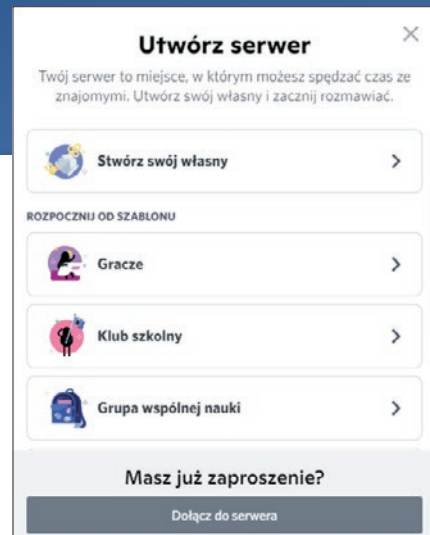 Utwórz serwer
Twój serwer to miejsce, w którym możesz spędzać czas ze
znajomymi. Utwórz swój własny i zacznij rozmawiać.
Stwórz swój własny
ROZPOCZNIJ OD SZABLONU
Gracze
Klub szkolny
Grupa wspólnej nauki
Masz już zaproszenie?
Dołącz do serwera